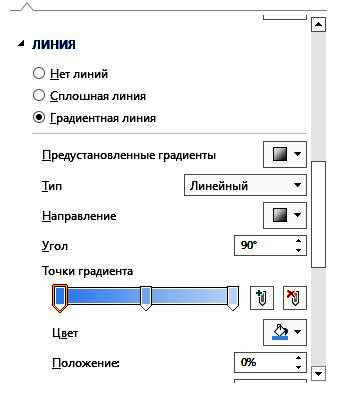 ЛИНИЯ
Нет линий
Сплошная линия
Градиентная линия
Предустановленные градиенты
Тип Линейный
Направление
Угол 90°
Точки градиента
Цвет
Положение: 0%